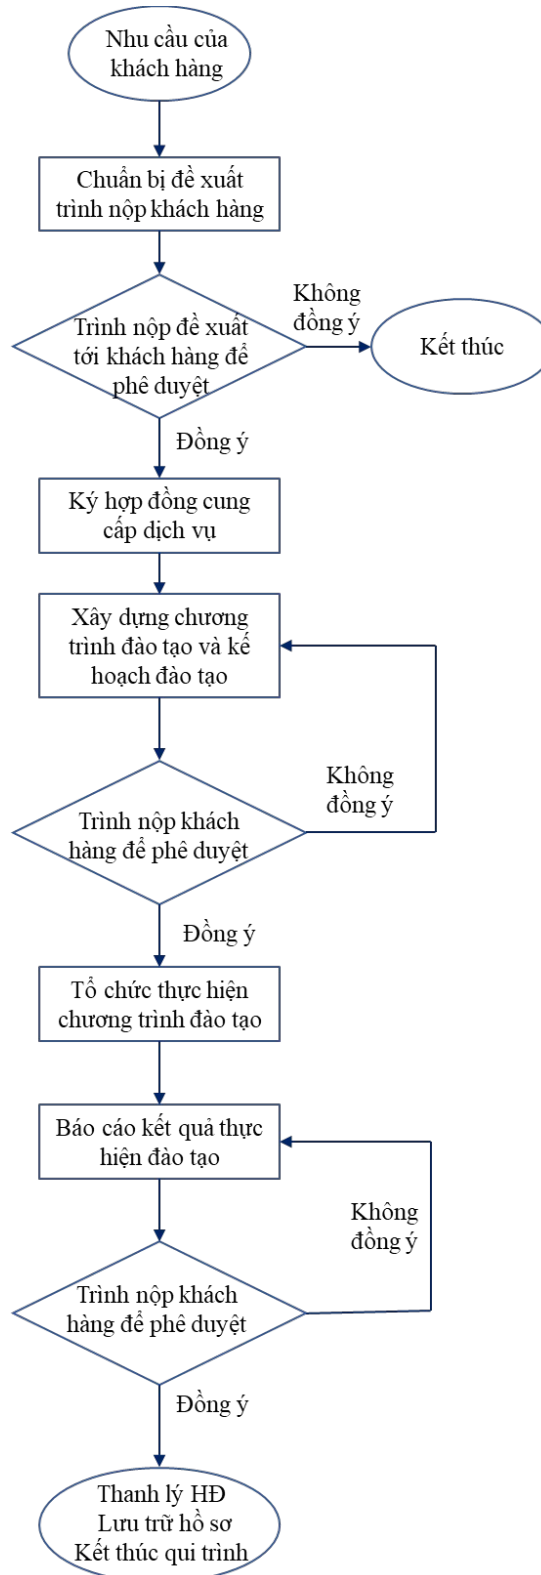 Nhu cầu của
khách hàng
Chuẩn bị đề xuất
trình nộp khách hàng
Không
đồng ý
Trình nộp đề xuất
tới khách hàng để
phê duyệt
Kết thúc
Đồng ý
Ký hợp đồng cung
cấp dịch vụ
Xây dựng chương
trình đào tạo và kế
hoạch đào tạo
Không
đồng ý
Trình nộp khách
hàng để phê duyệt
Đồng ý
Tổ chức thực hiện
chương trình đào tạo
Báo cáo kết quả thực
hiện đào tạo
Không
đồng ý
Trình nộp khách
hàng để phê duyệt
Đồng ý
Thanh lý HĐ
Lưu trữ hồ sơ
Kết thúc qui trình